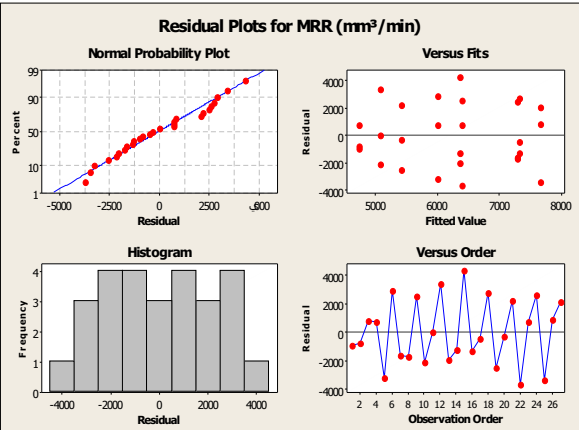 Residual Plots for MRR (mm³/min)
Normal Probability Plot
99
90
50
10
1
Percent
-5000 -2500 0 2500
Residual
Versus Fits
4000
2000
0
-2000
-4000
Residual
5000 6000 7000 8000
Fitted Value
Histogram
4
3
2
1
0
Frequency
-4000 -2000 0 2000 4000
Residual
Versus Order
4000
2000
0
-2000
-4000
Residual
2 4 6 8 10 12 14 16 18 20 22 24 26
Observation Order